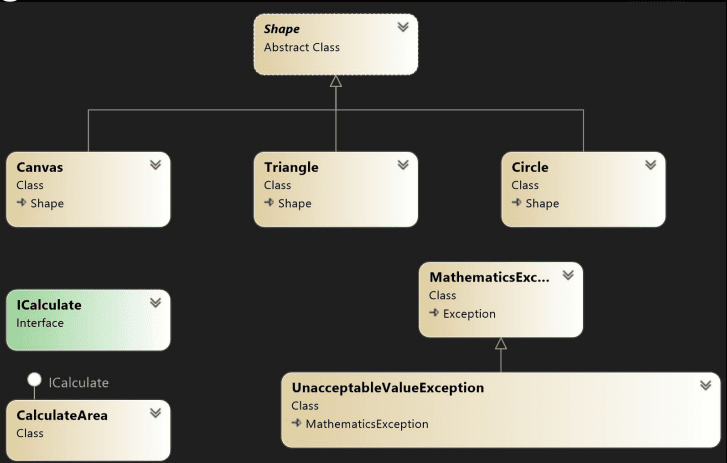 Shape
Abstract Class
Canvas
Class
Shape
Triangle
Class
Shape
Circle
Class
Shape
MathematicsExc...
Class
Exception
ICalculate
Interface
ICalculate
CalculateArea
Class
UnacceptableValueException
Class
MathematicsException